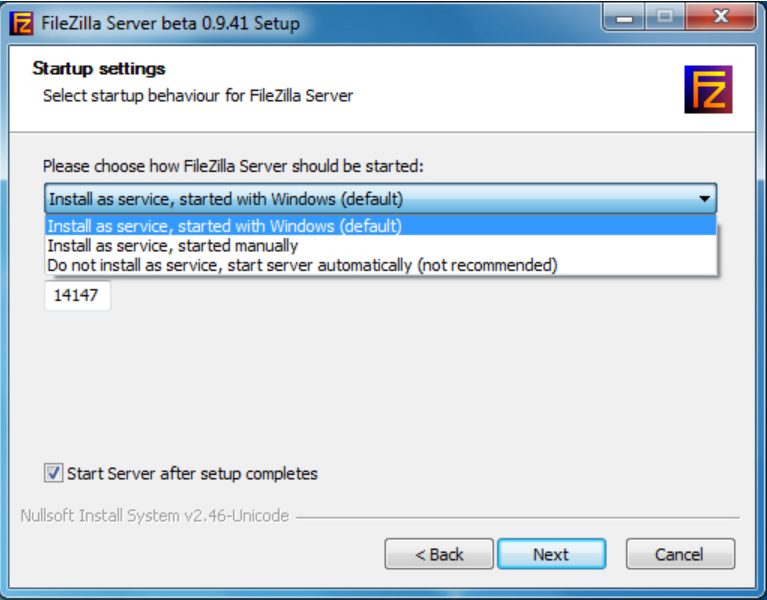 FileZilla Server beta 0.9.41 Setup
Startup settings
Select startup behaviour for FileZilla Server
FZ
Please choose how FileZilla Server should be started:
Install as service, started with Windows (default)
Install as service, started with Windows (default)
Install as service, started manually
Do not install as service, start server automatically (not recommended)
14147
Start Server after setup completes
Nullsoft Install System v2.46-Unicode
< Back
Next
Cancel